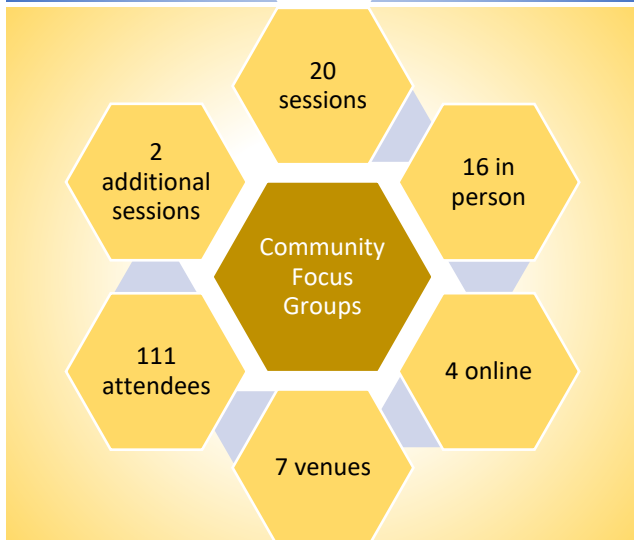 20
sessions
16 in
person
4 online
7 venues
111
attendees
2
additional
sessions
Community
Focus
Groups